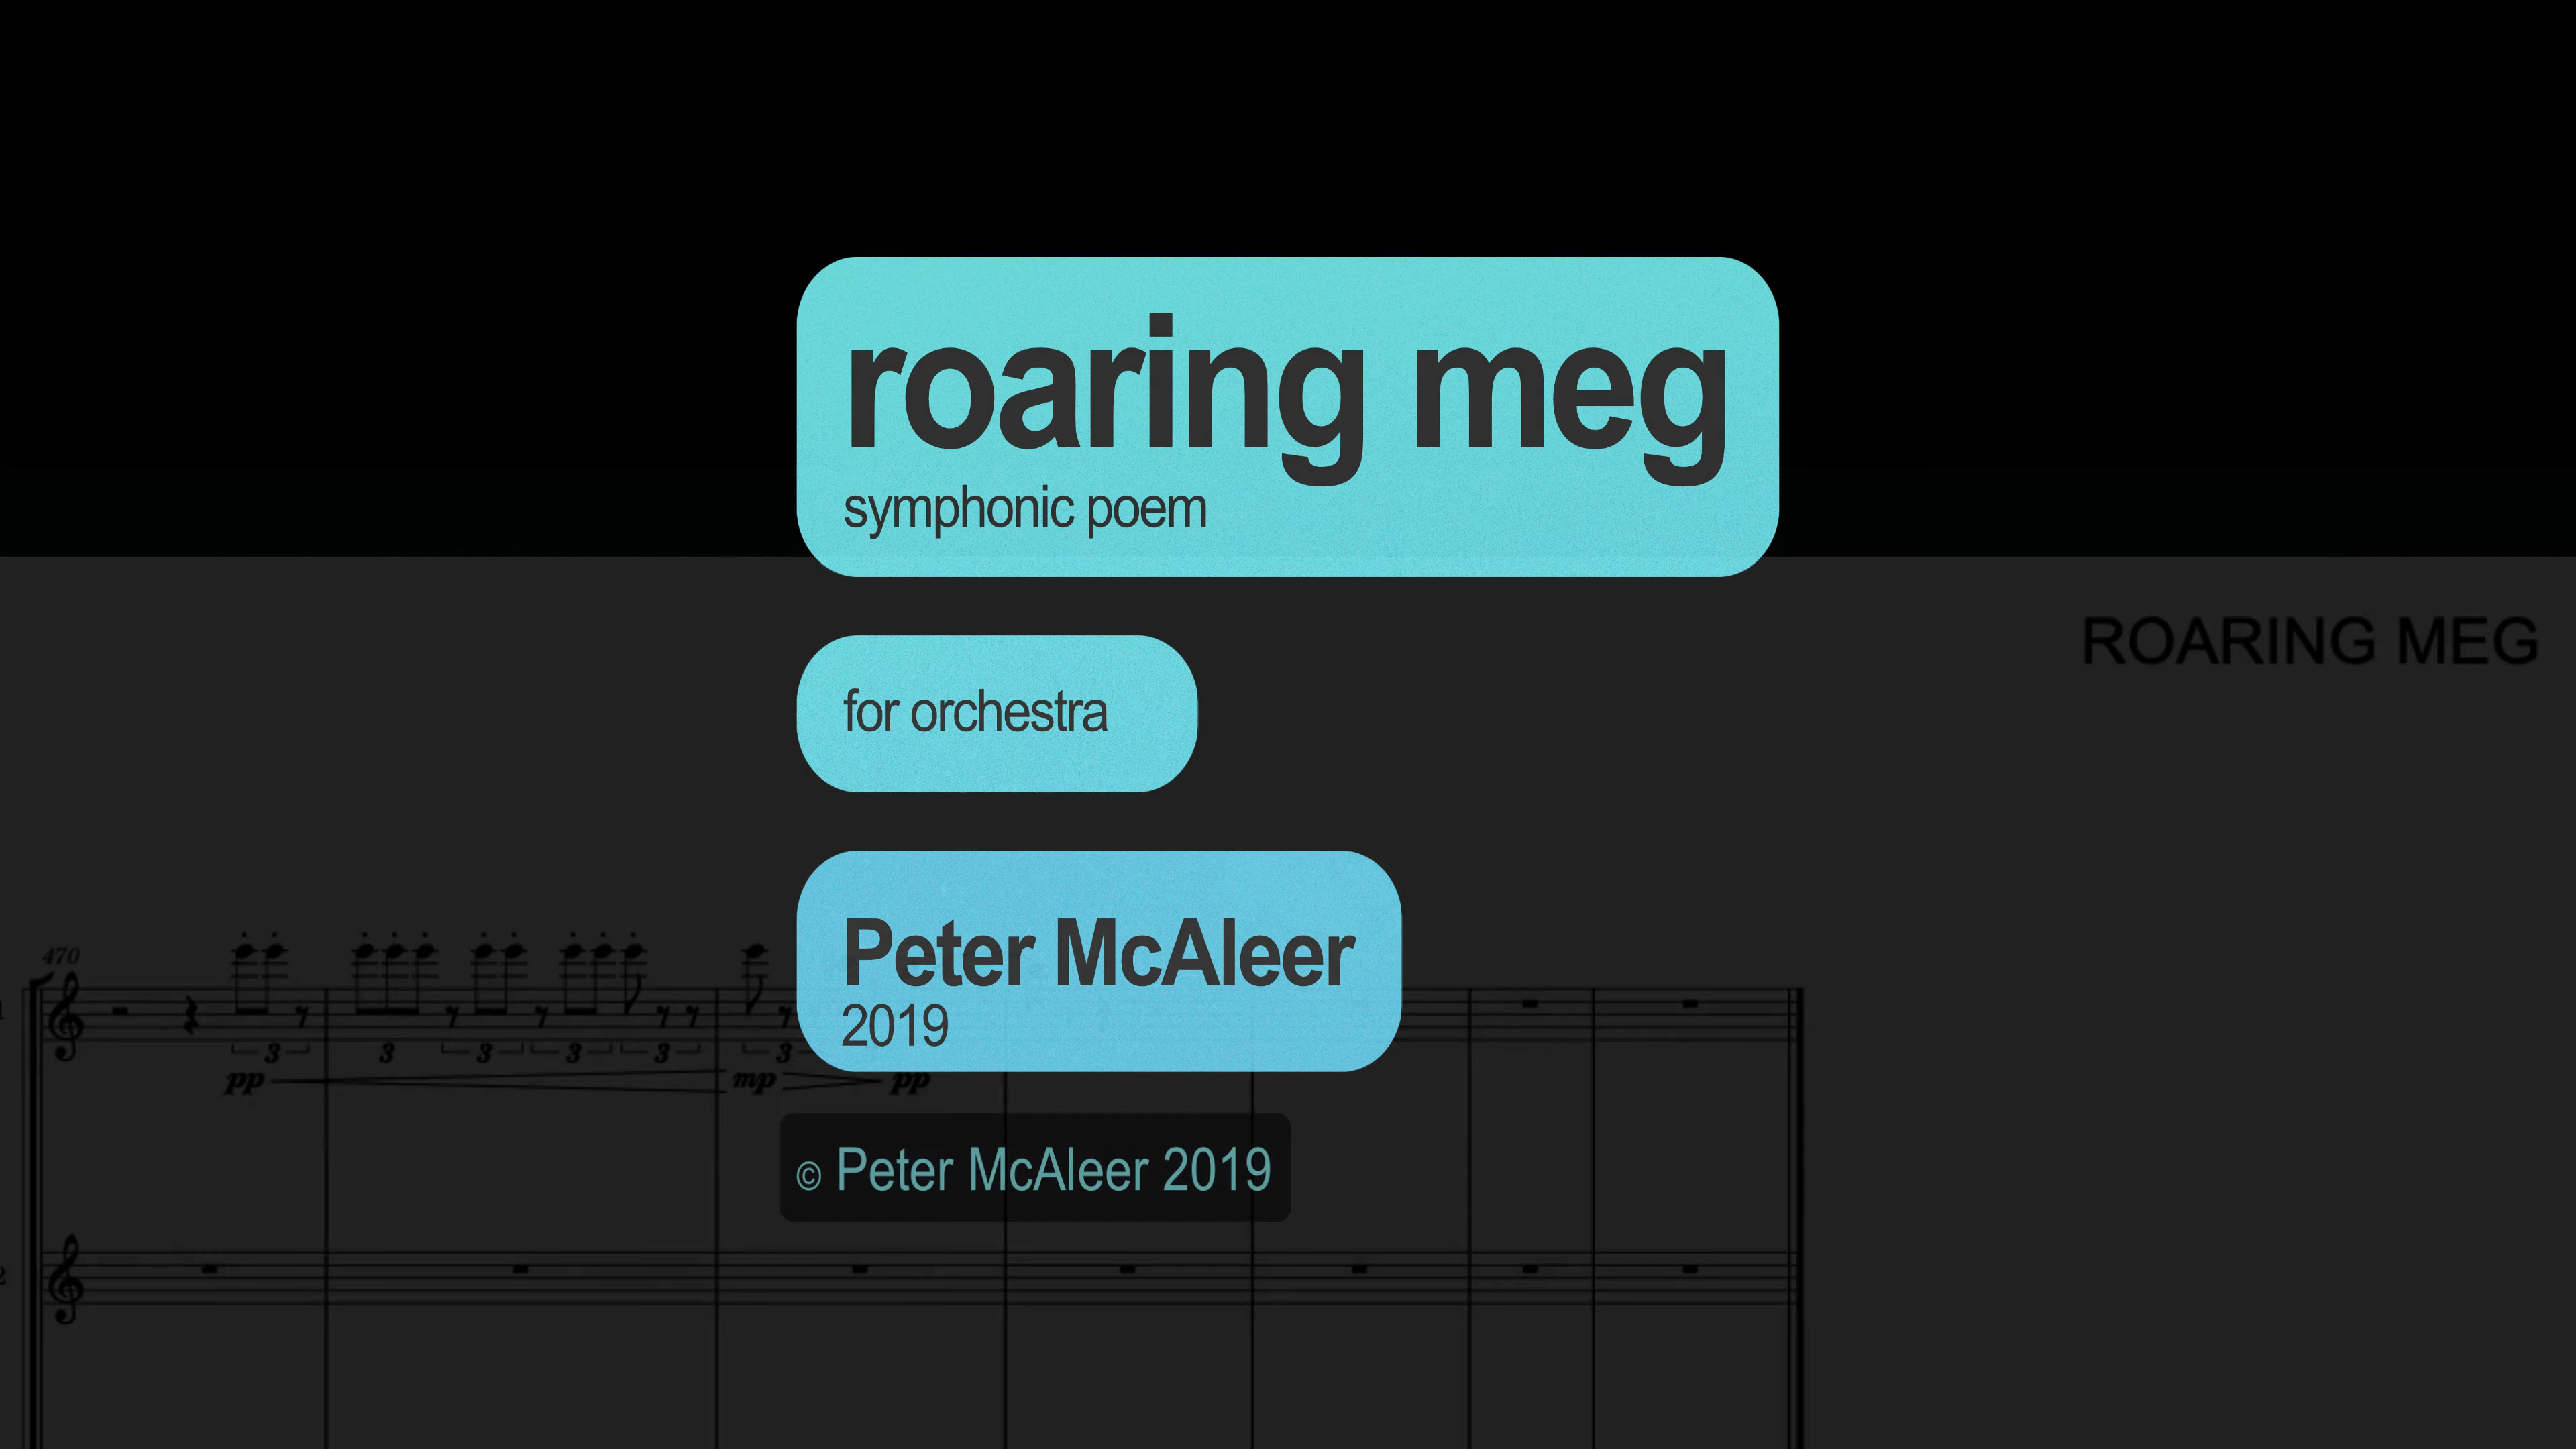 roaring meg
symphonic poem
ROARING MEG
for orchestra
Peter McAleer
2019
470
3 3 3 3 3 3
pp mp pp
© Peter McAleer 2019